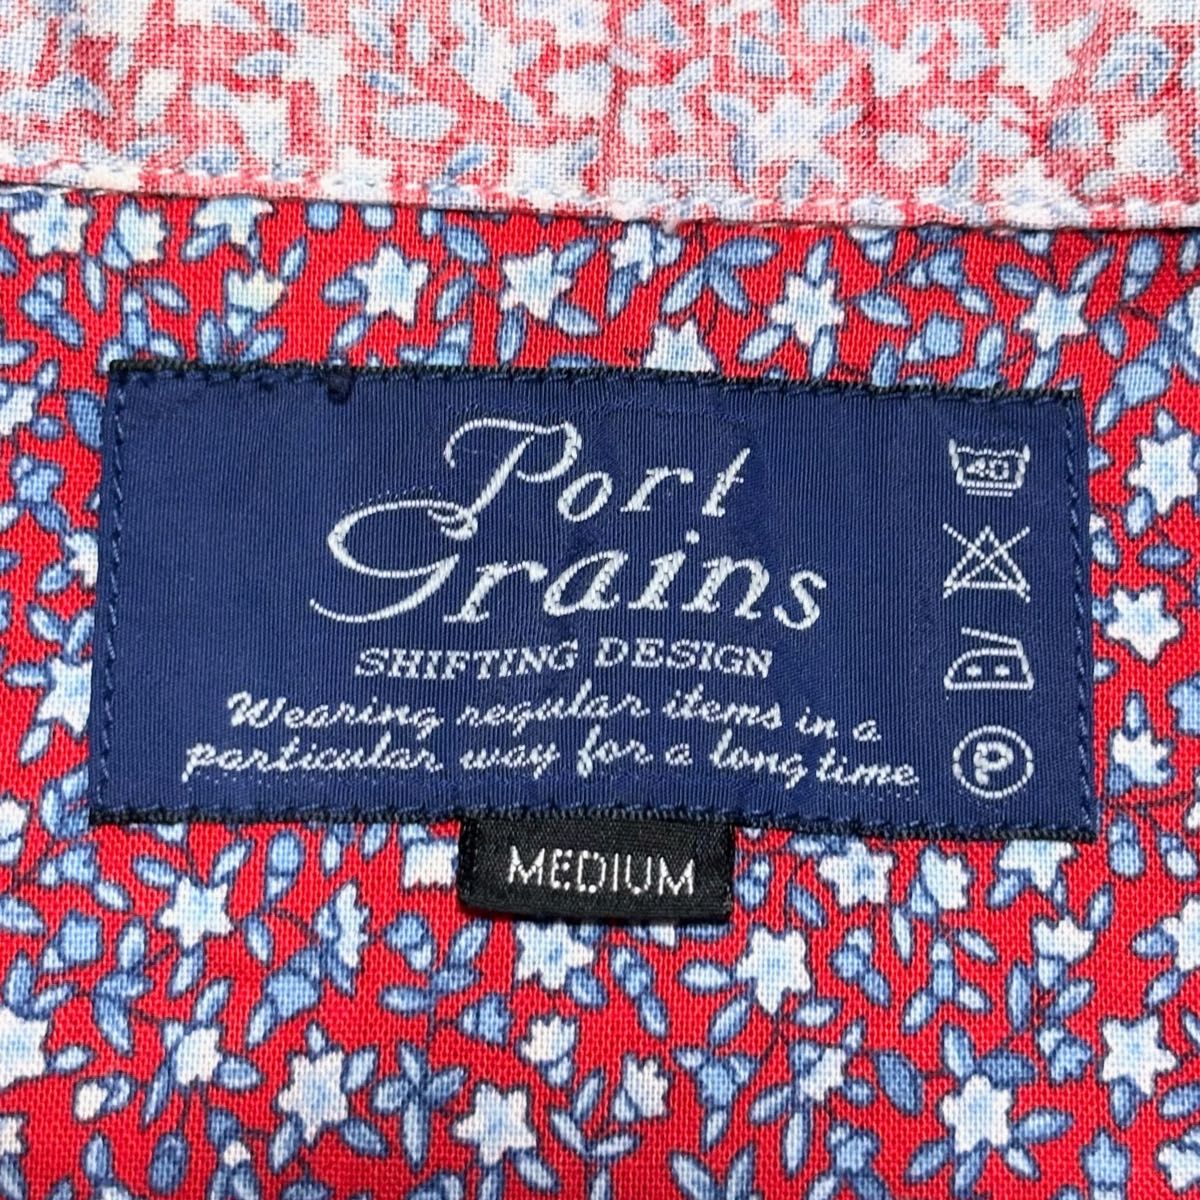 Port
Grains
SHIFTING DESIGN
Wearing regular items in a
particular way for a long time
40
P
MEDIUM